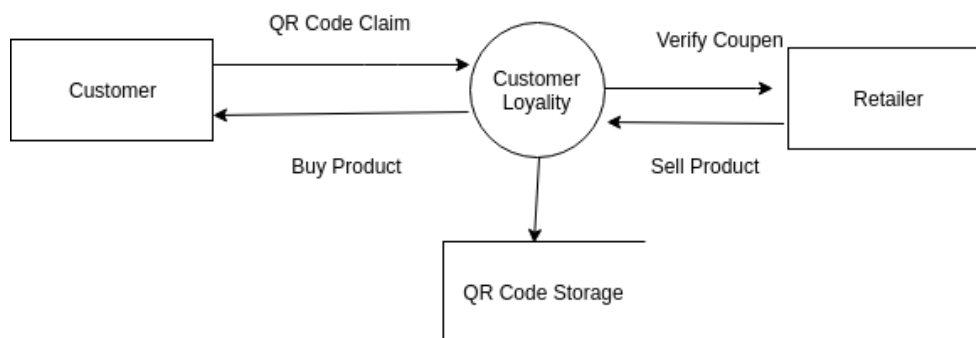 QR Code Claim
Verify Coupen
Customer
Customer
Loyality
Retailer
Buy Product
Sell Product
QR Code Storage